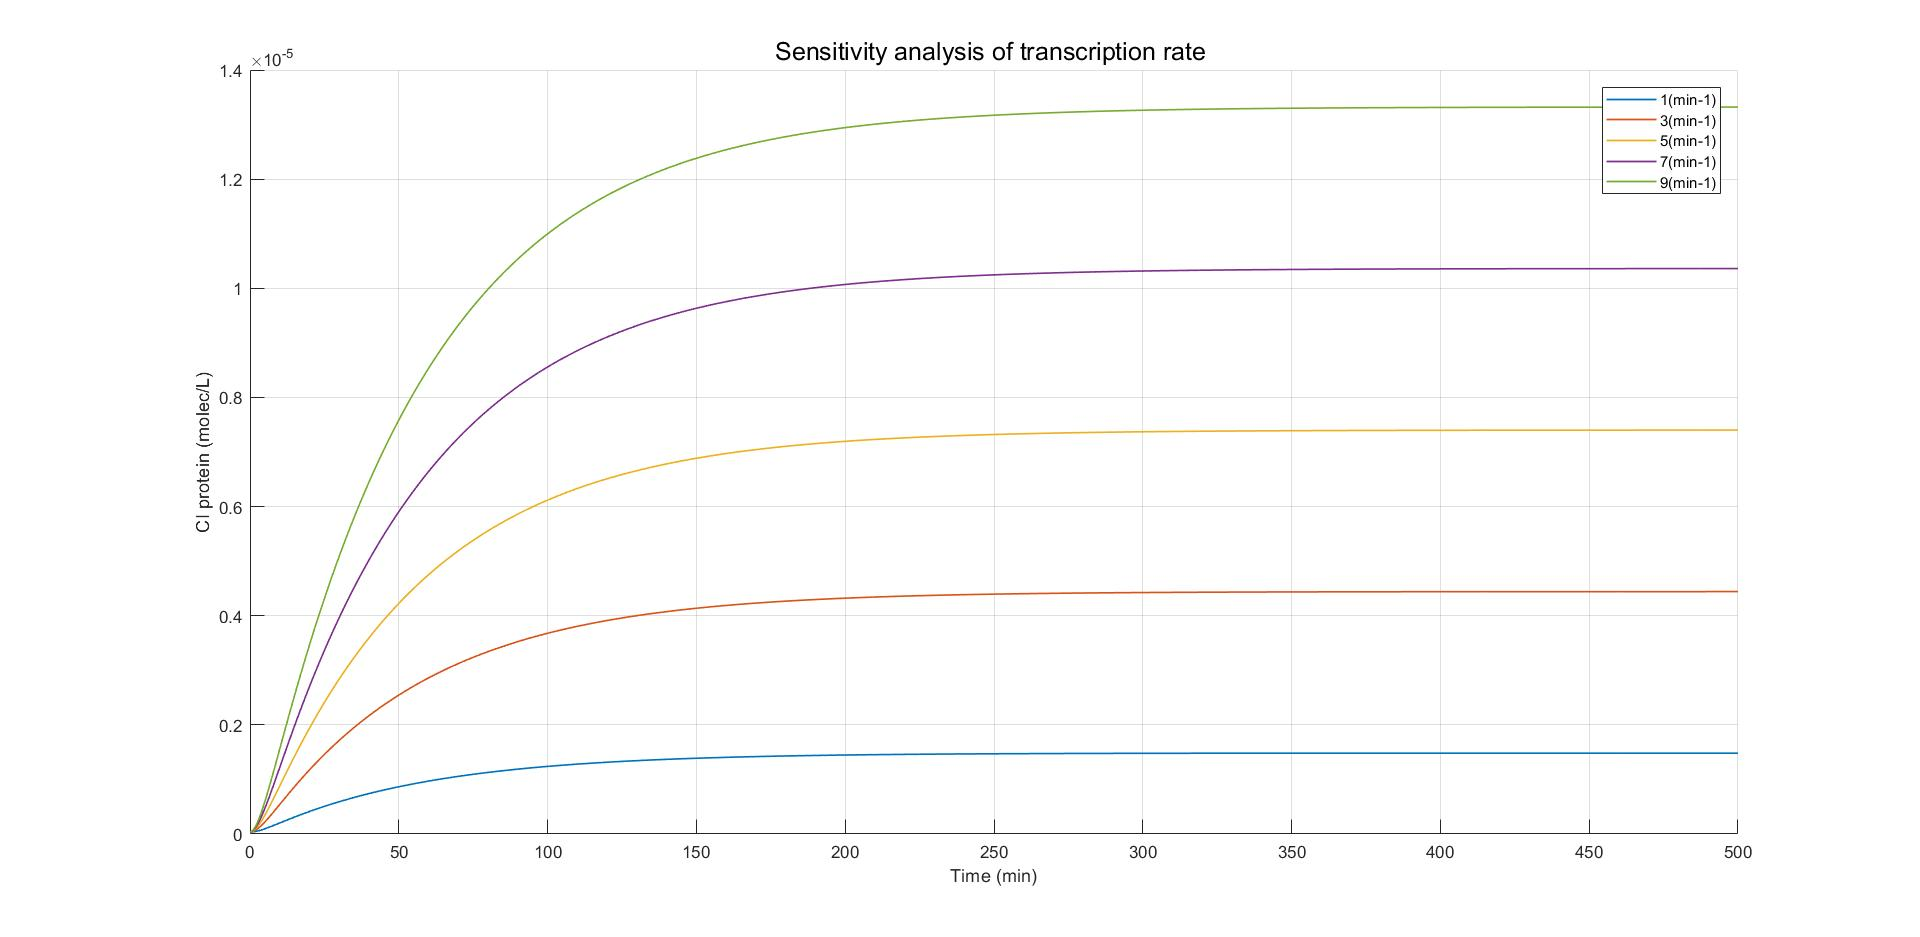 Sensitivity analysis of transcription rate
×10-5
1.4
1.2
1
0.8
0.6
0.4
0.2
0
CI protein (molec/L)
1(min-1)
3(min-1)
5(min-1)
7(min-1)
9(min-1)
0 50 100 150 200 250 300 350 400 450 500
Time (min)